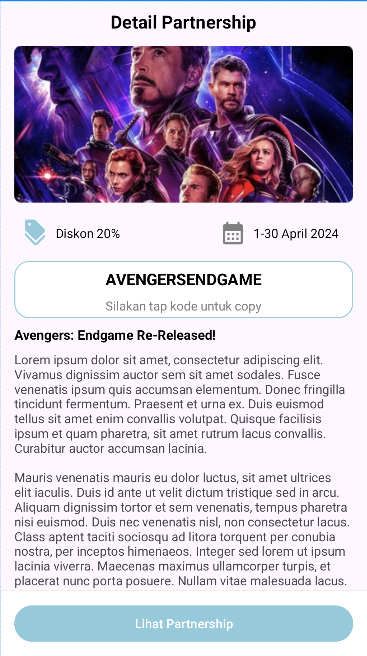 Detail Partnership
Diskon 20%
1-30 April 2024
AVENGERSENDGAME
Silakan tap kode untuk copy
Avengers: Endgame Re-Released!
Lorem ipsum dolor sit amet, consectetur adipiscing elit.
Vivamus dignissim auctor sem sit amet sodales. Fusce
venenatis ipsum quis accumsan elementum. Donec fringilla
tincidunt fermentum. Praesent et urna ex. Duis euismod
tellus sit amet enim convallis volutpat. Quisque facilisis
ipsum et quam pharetra, sit amet rutrum lacus convallis.
Curabitur auctor accumsan lacinia.
Mauris venenatis mauris eu dolor luctus, sit amet ultrices
elit iaculis. Duis id ante ut velit dictum tristique sed in arcu.
Aliquam dignissim tortor et sem venenatis, tempus pharetra
nisi euismod. Duis nec venenatis nisl, non consectetur lacus.
Class aptent taciti sociosqu ad litora torquent per conubia
nostra, per inceptos himenaeos. Integer sed lorem ut ipsum
lacinia viverra. Maecenas maximus ullamcorper turpis, et
placerat nunc porta posuere. Nullam vitae malesuada lacus.
Lihat Partnership